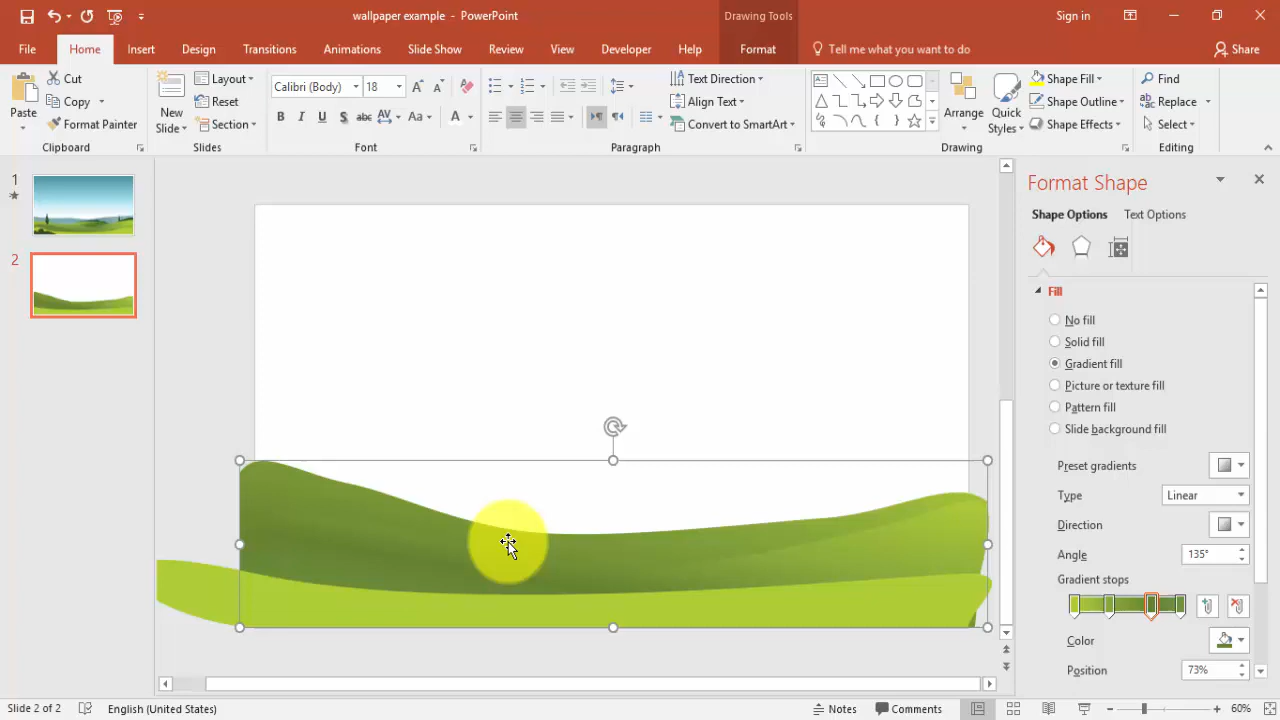 wallpaper example - PowerPoint
Drawing Tools
Sign in
File
Home
Insert
Design
Transitions
Animations
Slide Show
Review
View
Developer
Help
Format
Tell me what you want to do
Share
Paste
Cut
Copy
Format Painter
Clipboard
New Slide
Layout
Reset
Section
Slides
Calibri (Body)
18
B I U S abc AV Aa A
Font
Text Direction
Align Text
Convert to SmartArt
Paragraph
Arrange
Quick Styles
Shape Fill
Shape Outline
Shape Effects
Drawing
Find
Replace
Select
Editing
1
2
Format Shape
Shape Options
Text Options
Fill
No fill
Solid fill
Gradient fill
Picture or texture fill
Pattern fill
Slide background fill
Preset gradients
Type
Linear
Direction
Angle
135°
Gradient stops
Color
Position
73%
Slide 2 of 2
English (United States)
Notes
Comments
60%